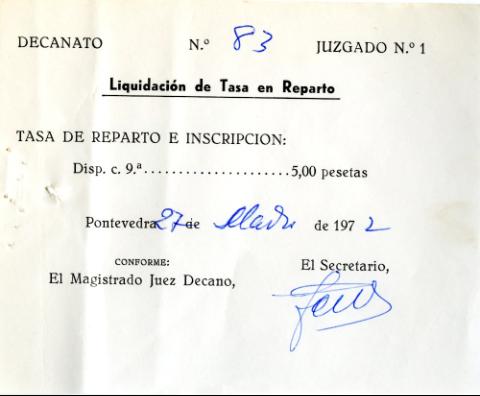 DECANATO N.º 83 JUZGADO N.º 1
Liquidación de Tasa en Reparto
TASA DE REPARTO E INSCRIPCION:
Disp. c. 9.ª.....................5,00 pesetas
Pontevedra 27 de de 1972
CONFORME: El Secretario,
El Magistrado Juez Decano,